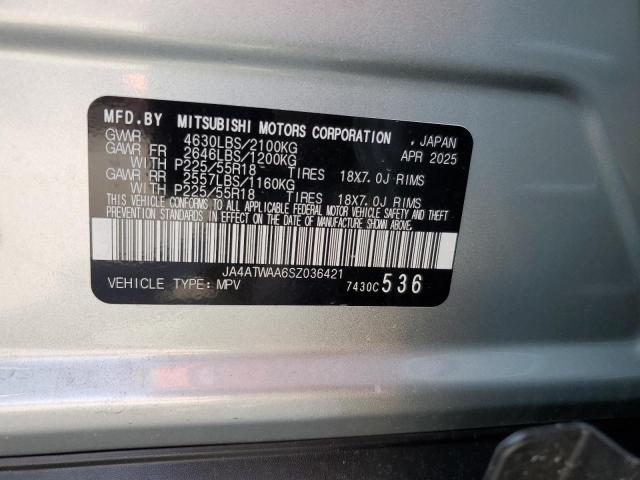 MFD.BY MITSUBISHI MOTORS CORPORATION , JAPAN
GVWR 4630LBS/2100KG APR 2025
GAWR FR 2646LBS/1200KG
WITH P225/55R18 TIRES 18X7.0J RIMS
GAWR RR 2557LBS/1160KG
WITH P225/55R18 TIRES 18X7.0J RIMS
THIS VEHICLE CONFORMS TO ALL APPLICABLE FEDERAL MOTOR VEHICLE SAFETY AND THEFT
PREVENTION STANDARDS IN EFFECT ON THE DATE OF MANUFACTURE SHOWN ABOVE.
JA4ATWAA6SZ036421
VEHICLE TYPE: MPV 7430C 536